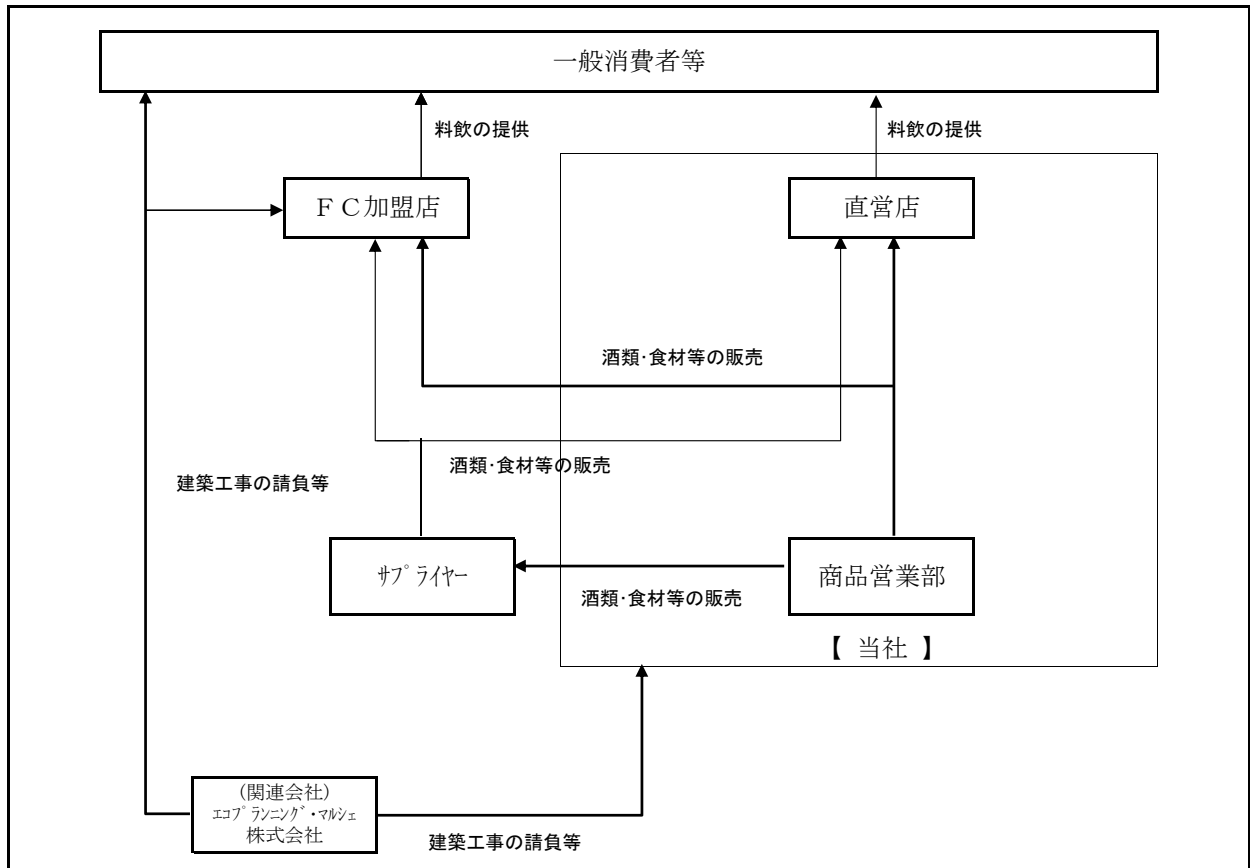 一般消費者等
料飲の提供
料飲の提供
ＦＣ加盟店
直営店
酒類･食材等の販売
酒類･食材等の販売
建築工事の請負等
ｻﾌﾟﾗｲﾔｰ
商品営業部
酒類･食材等の販売
【 当社 】
(関連会社)
ｴｺﾌﾟﾗﾝﾆﾝｸﾞ･ﾏﾙｼｪ
株式会社
建築工事の請負等